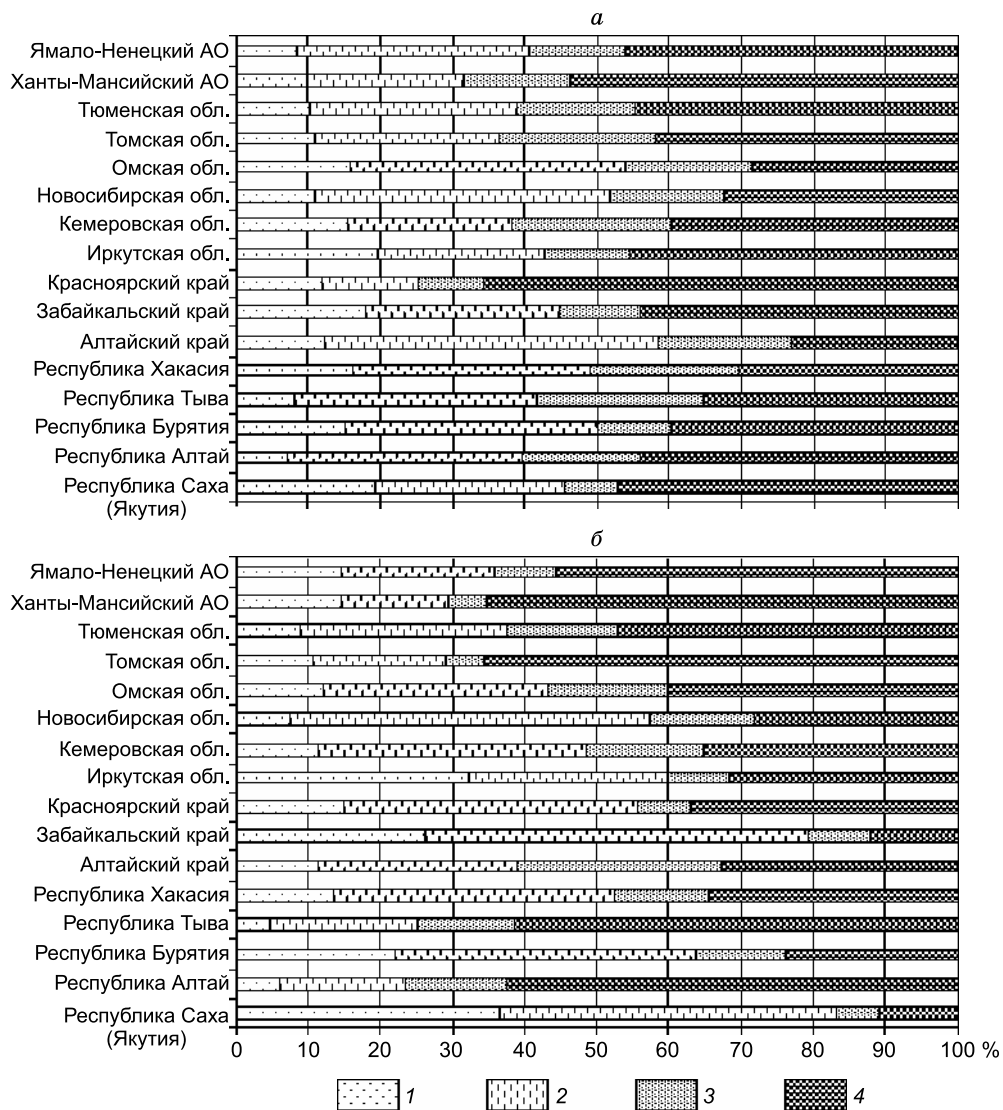 а
Ямало-Ненецкий АО
Ханты-Мансийский АО
Тюменская обл.
Томская обл.
Омская обл.
Новосибирская обл.
Кемеровская обл.
Иркутская обл.
Красноярский край
Забайкальский край
Алтайский край
Республика Хакасия
Республика Тыва
Республика Бурятия
Республика Алтай
Республика Саха
(Якутия)
б
Ямало-Ненецкий АО
Ханты-Мансийский АО
Тюменская обл.
Томская обл.
Омская обл.
Новосибирская обл.
Кемеровская обл.
Иркутская обл.
Красноярский край
Забайкальский край
Алтайский край
Республика Хакасия
Республика Тыва
Республика Бурятия
Республика Алтай
Республика Саха
(Якутия)
0 10 20 30 40 50 60 70 80 90 100 %
1 2 3 4